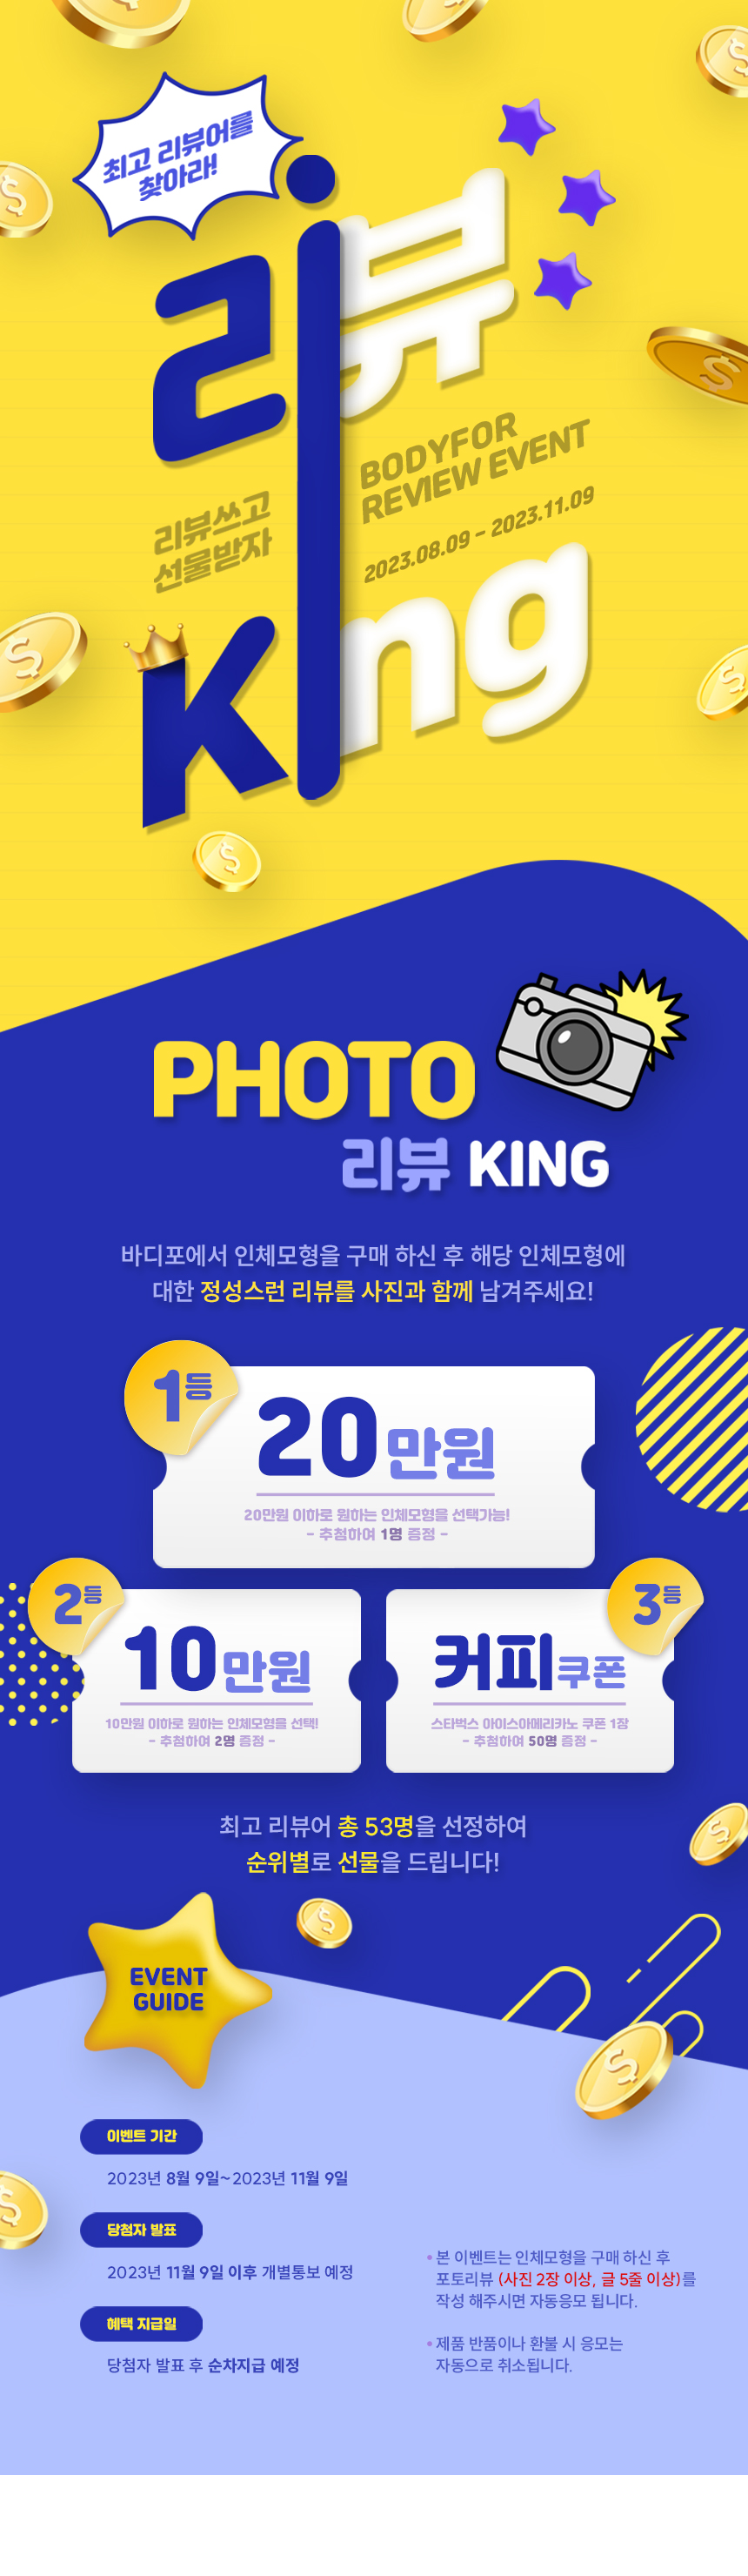 최고 리뷰어를
찾아라!
리뷰
BODYFOR
REVIEW EVENT
2023.08.09 - 2023.11.09
리뷰쓰고
선물받자
King
PHOTO
리뷰 KING
바디포에서 인체모형을 구매 하신 후 해당 인체모형에
대한 정성스런 리뷰를 사진과 함께 남겨주세요!
1등
20만원
20만원 이하로 원하는 인체모형을 선택가능!
- 추첨하여 1명 증정 -
2등
10만원
10만원 이하로 원하는 인체모형을 선택!
- 추첨하여 2명 증정 -
3등
커피쿠폰
스타벅스 아이스아메리카노 쿠폰 1장
- 추첨하여 50명 증정 -
최고 리뷰어 총 53명을 선정하여
순위별로 선물을 드립니다!
EVENT
GUIDE
이벤트 기간
2023년 8월 9일~2023년 11월 9일
당첨자 발표
2023년 11월 9일 이후 개별통보 예정
혜택 지급일
당첨자 발표 후 순차지급 예정
• 본 이벤트는 인체모형을 구매 하신 후
포토리뷰 (사진 2장 이상, 글 5줄 이상)를
작성 해주시면 자동응모 됩니다.
• 제품 반품이나 환불 시 응모는
자동으로 취소됩니다.